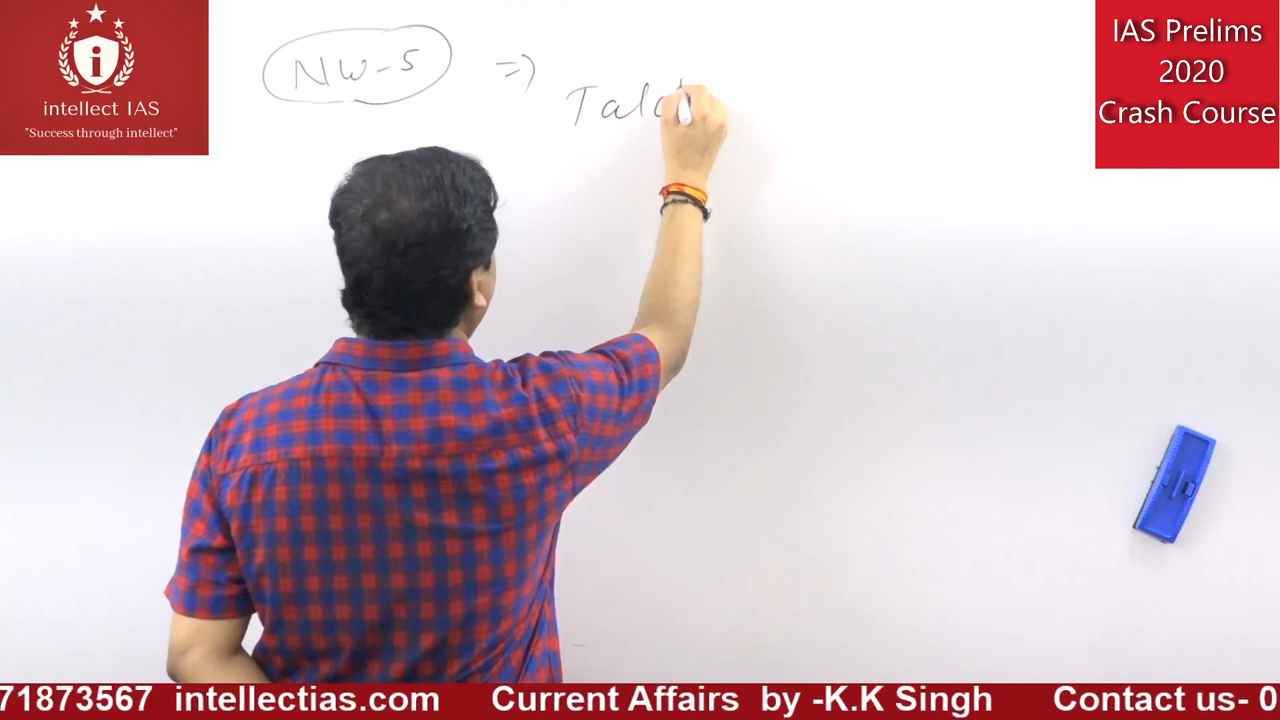 intellect IAS
"Success through intellect"
NW-5 =>
IAS Prelims
2020
Crash Course
71873567 intellectias.com Current Affairs by -K.K Singh Contact us- 0